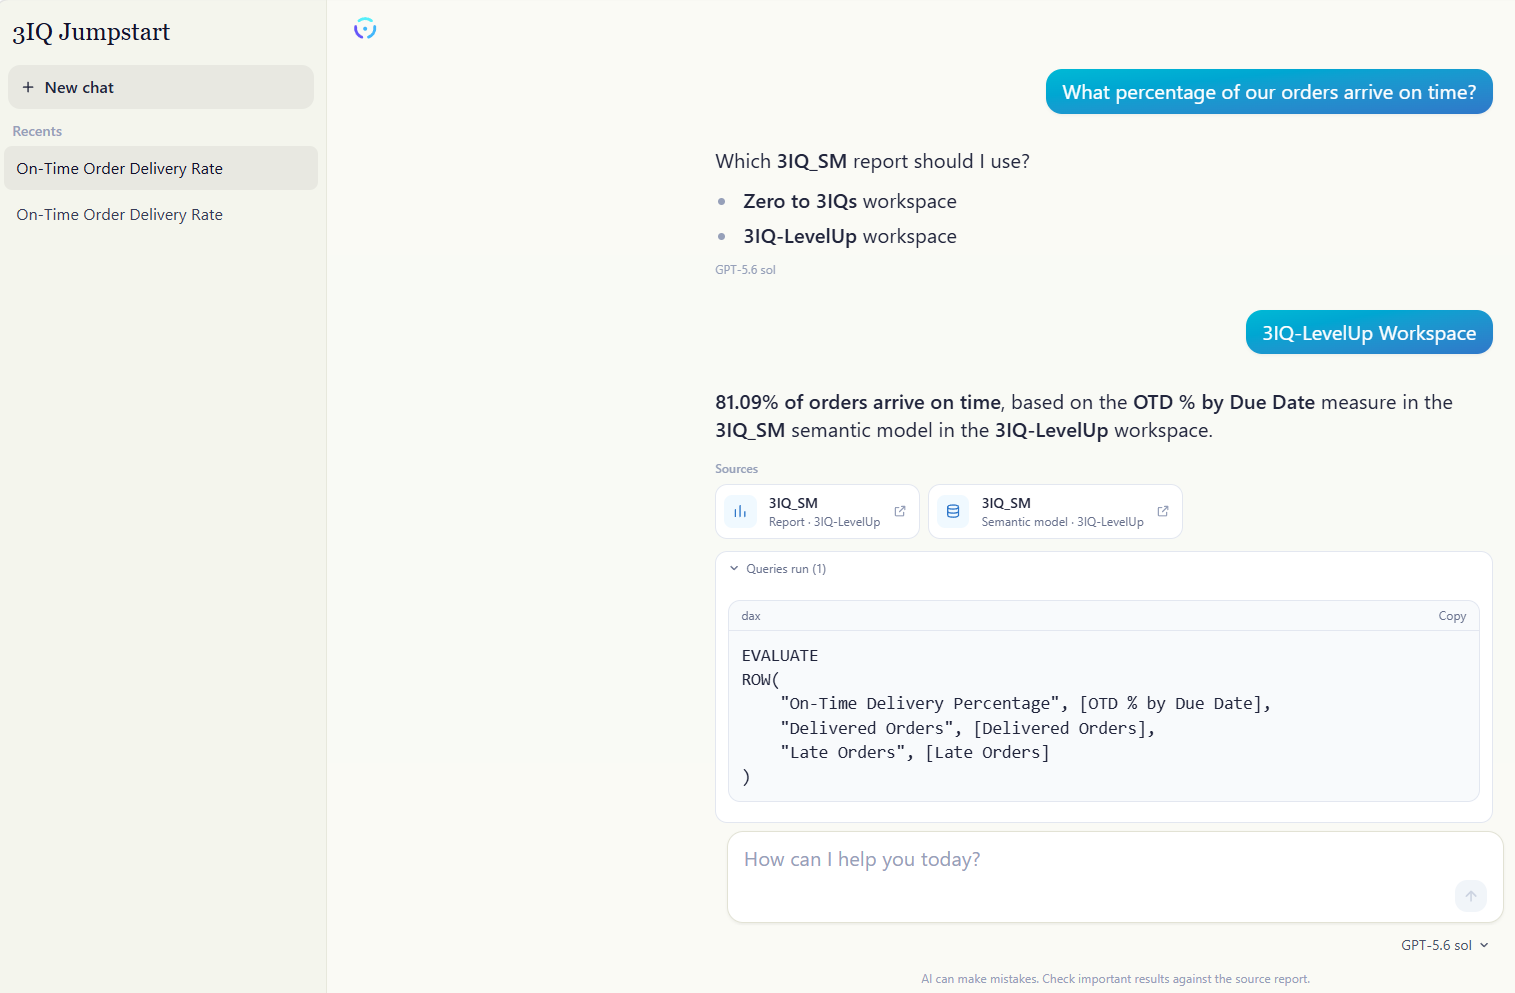 3IQ Jumpstart
+ New chat
Recents
On-Time Order Delivery Rate
On-Time Order Delivery Rate
What percentage of our orders arrive on time?
Which 3IQ_SM report should I use?
• Zero to 3IQs workspace
• 3IQ-LevelUp workspace
GPT-5.6 sol
3IQ-LevelUp Workspace
81.09% of orders arrive on time, based on the OTD % by Due Date measure in the
3IQ_SM semantic model in the 3IQ-LevelUp workspace.
Sources
3IQ_SM
Report · 3IQ-LevelUp
3IQ_SM
Semantic model · 3IQ-LevelUp
Queries run (1)
dax
Copy
EVALUATE
ROW(
    "On-Time Delivery Percentage", [OTD % by Due Date],
    "Delivered Orders", [Delivered Orders],
    "Late Orders", [Late Orders]
)
How can I help you today?
GPT-5.6 sol
AI can make mistakes. Check important results against the source report.